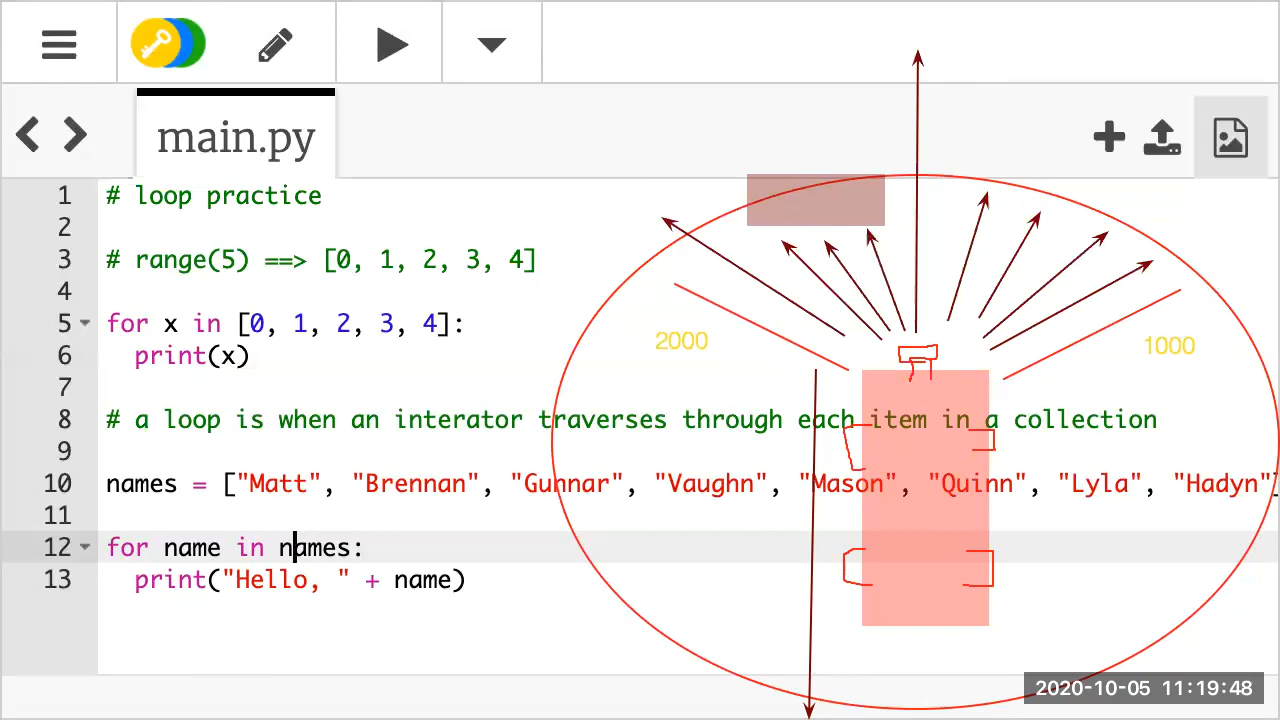 main.py
1 # loop practice
2
3 # range(5) ==> [0, 1, 2, 3, 4]
4
5 for x in [0, 1, 2, 3, 4]:
6 print(x)
2000
1000
7
8 # a loop is when an interator traverses through each item in a collection
9
10 names = ["Matt", "Brennan", "Gunnar", "Vaughn", "Mason", "Quinn", "Lyla", "Hadyn"]
11
12 for name in names:
13 print("Hello, " + name)
2020-10-05 11:19:48